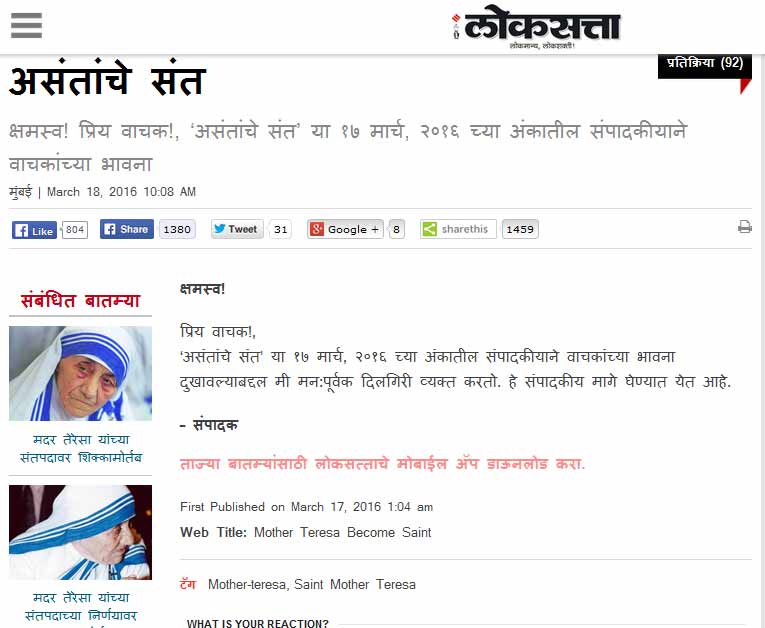 लोकसत्ता
लोकमान्य, लोकशक्ती!
असंतांचे संत
प्रतिक्रिया (92)
क्षमस्व! प्रिय वाचक!, ‘असंतांचे संत’ या १७ मार्च, २०१६ च्या अंकातील संपादकीयाने
वाचकांच्या भावना
मुंबई | March 18, 2016 10:08 AM
Like 804 Share 1380 Tweet 31 Google + 8 sharethis 1459
संबंधित बातम्या
मदर तेरेसा यांच्या
संतपदावर शिक्कामोर्तब
मदर तेरेसा यांच्या
संतपदाच्या निर्णयावर
क्षमस्व!
प्रिय वाचक!,
‘असंतांचे संत’ या १७ मार्च, २०१६ च्या अंकातील संपादकीयाने वाचकांच्या भावना
दुखावल्याबद्दल मी मन:पूर्वक दिलगिरी व्यक्त करतो. हे संपादकीय मागे घेण्यात येत आहे.
– संपादक
ताज्या बातम्यांसाठी लोकसत्ताचे मोबाईल अॅप डाऊनलोड करा.
First Published on March 17, 2016 1:04 am
Web Title: Mother Teresa Become Saint
टॅग Mother-teresa, Saint Mother Teresa
WHAT IS YOUR REACTION?